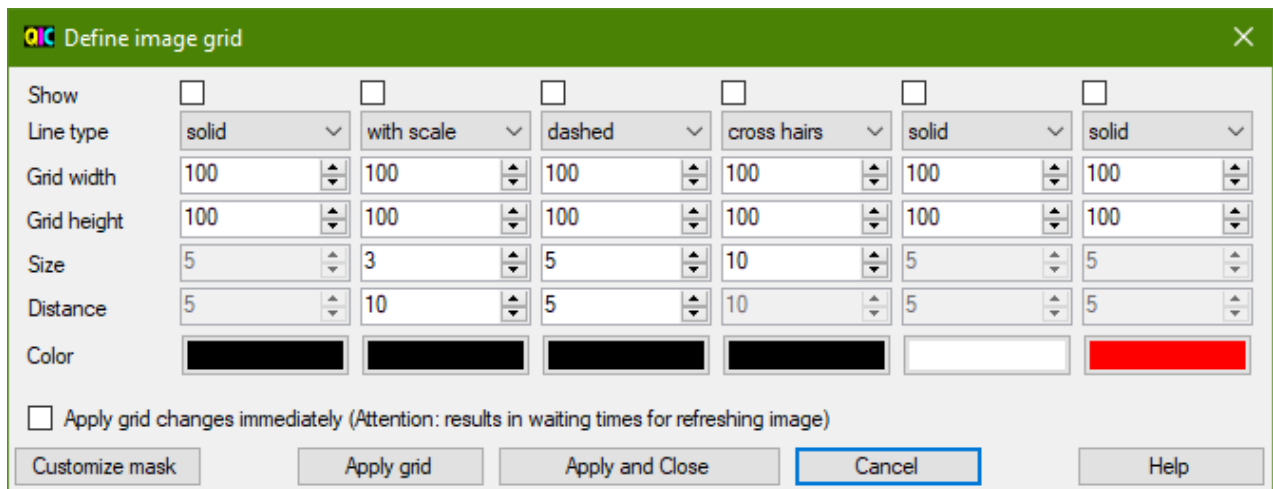 QIC Define image grid
Show
Line type solid with scale dashed cross hairs solid solid
Grid width 100 100 100 100 100 100
Grid height 100 100 100 100 100 100
Size 5 3 5 10 5 5
Distance 5 10 5 10 5 5
Color
Apply grid changes immediately (Attention: results in waiting times for refreshing image)
Customize mask Apply grid Apply and Close Cancel Help